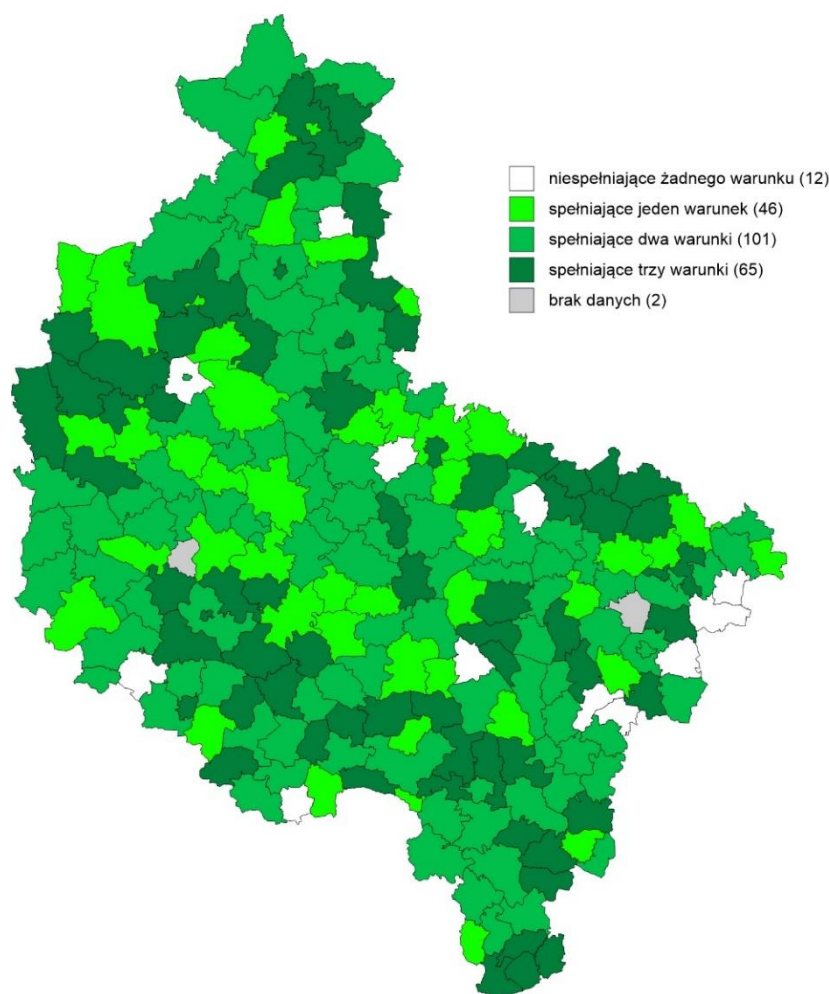 niespełniające żadnego warunku (12)
spełniające jeden warunek (46)
spełniające dwa warunki (101)
spełniające trzy warunki (65)
brak danych (2)